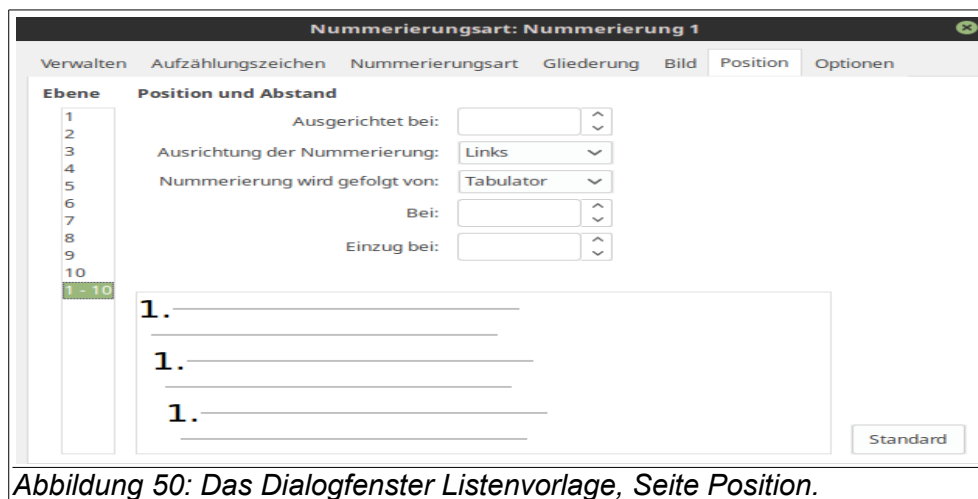 Nummerierungsart: Nummerierung 1
Verwalten Aufzählungszeichen Nummerierungsart Gliederung Bild Position Optionen
Ebene Position und Abstand
1
2
3
4
5
6
7
8
9
10
1 - 10
Ausgerichtet bei:
Ausrichtung der Nummerierung: Links
Nummerierung wird gefolgt von: Tabulator
Bei:
Einzug bei:
1.
1.
1.
Standard
Abbildung 50: Das Dialogfenster Listenvorlage, Seite Position.